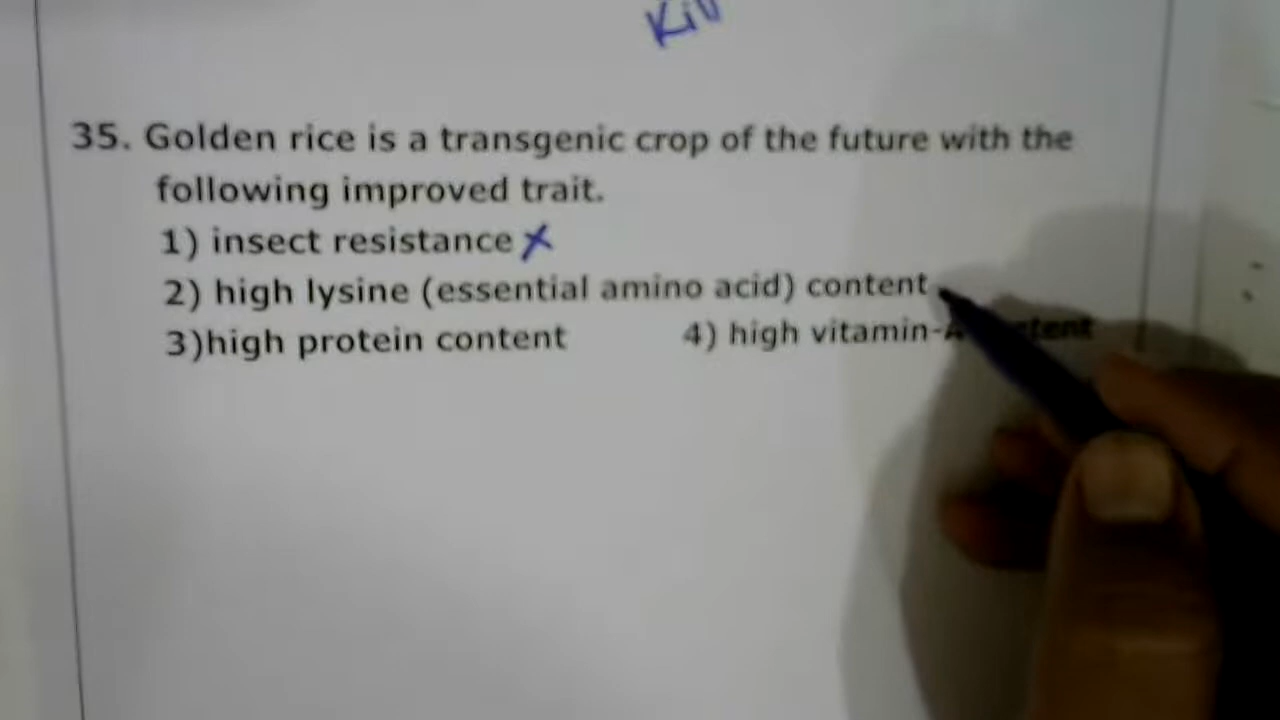 35. Golden rice is a transgenic crop of the future with the
following improved trait.
1) insect resistance ✗
2) high lysine (essential amino acid) content
3)high protein content 4) high vitamin-A